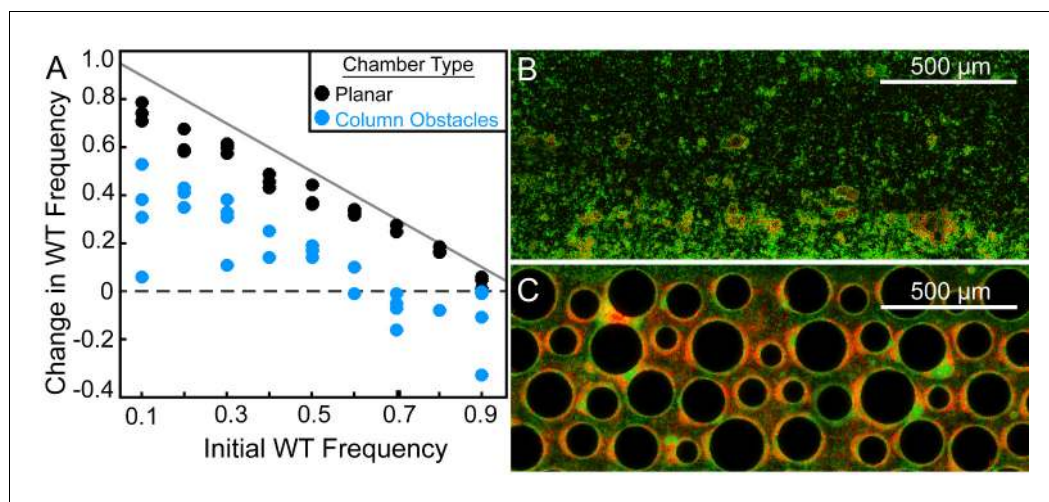 A
Change in WT Frequency
1.0
0.8
0.6
0.4
0.2
0
-0.2
-0.4
Chamber Type
Planar
Column Obstacles
0.1
0.3
0.5
0.7
0.9
Initial WT Frequency
B
500 µm
C
500 µm